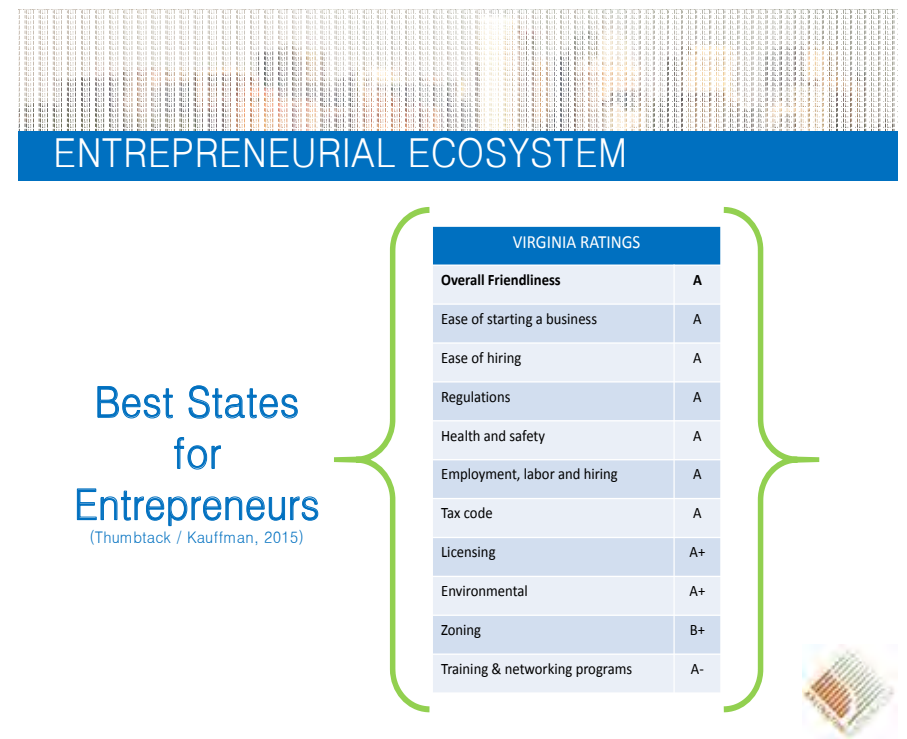 ENTREPRENEURIAL ECOSYSTEM
Best States
for
Entrepreneurs
(Thumbtack / Kauffman, 2015)
VIRGINIA RATINGS
Overall Friendliness A
Ease of starting a business A
Ease of hiring A
Regulations A
Health and safety A
Employment, labor and hiring A
Tax code A
Licensing A+
Environmental A+
Zoning B+
Training & networking programs A-